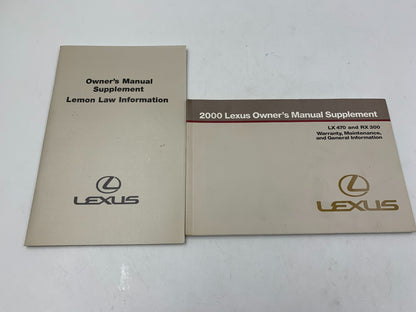 Owner's Manual
Supplement
Lemon Law Information
LEXUS
2000 Lexus Owner's Manual Supplement
LX 470 and RX 300
Warranty, Maintenance,
and General Information
LEXUS